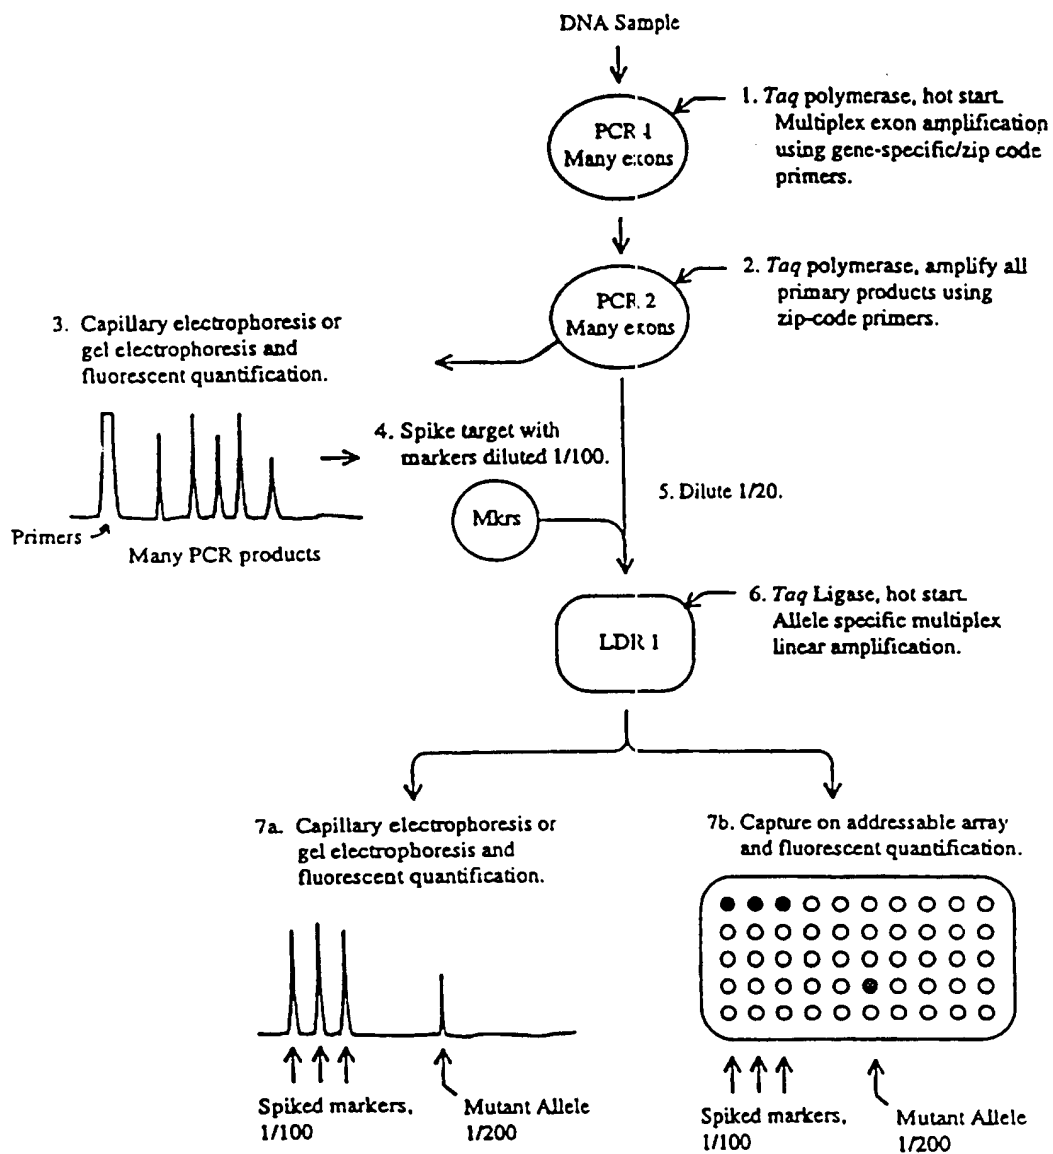 DNA Sample
PCR 1
Many exons
1. Taq polymerase, hot start.
Multiplex exon amplification
using gene-specific/zip code
primers.
PCR 2
Many exons
2. Taq polymerase, amplify all
primary products using
zip-code primers.
3. Capillary electrophoresis or
gel electrophoresis and
fluorescent quantification.
Primers
Many PCR products
4. Spike target with
markers diluted 1/100.
Mkrs
5. Dilute 1/20.
LDR 1
6. Taq Ligase, hot start.
Allele specific multiplex
linear amplification.
7a. Capillary electrophoresis or
gel electrophoresis and
fluorescent quantification.
Spiked markers,
1/100
Mutant Allele
1/200
7b. Capture on addressable array
and fluorescent quantification.
Spiked markers,
1/100
Mutant Allele
1/200